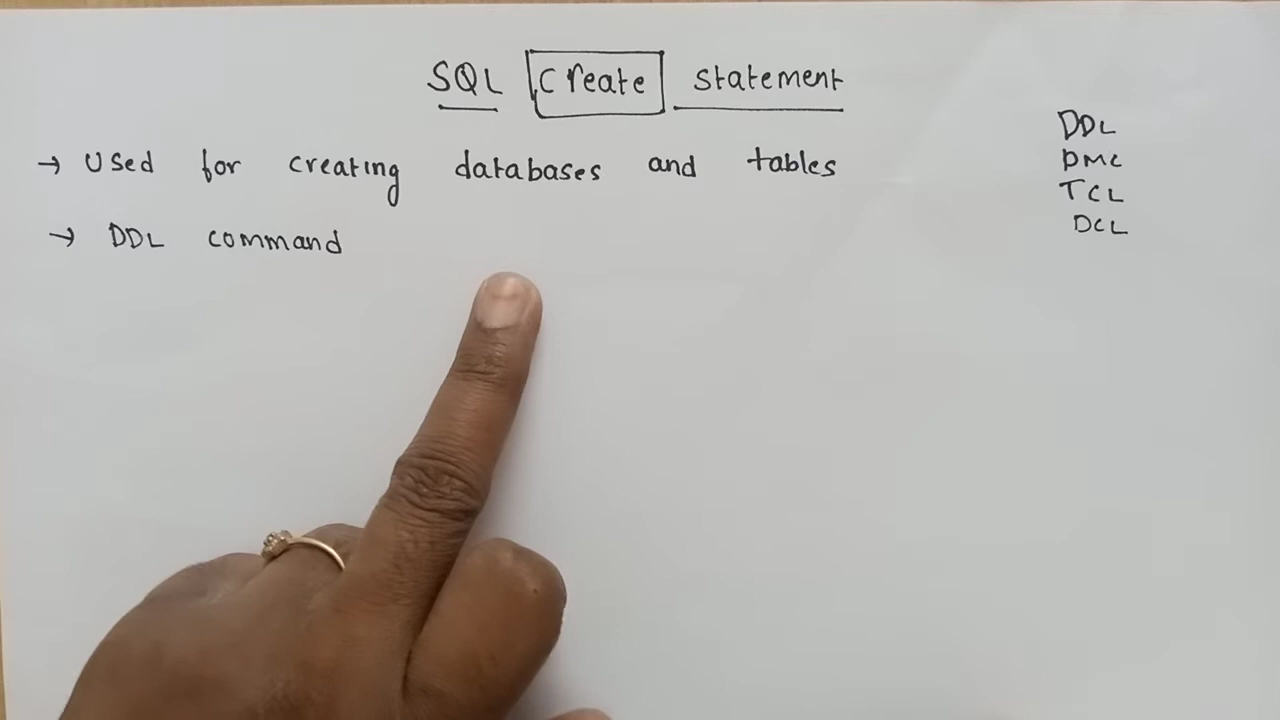 SQL Create statement
→ Used for creating databases and tables
→ DDL command
DDL
DML
TCL
DCL